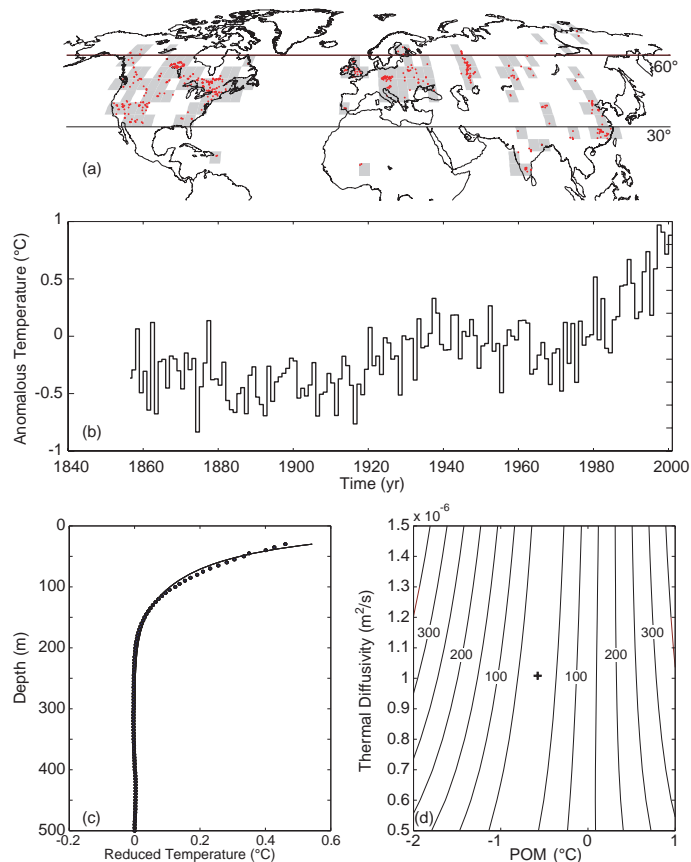 60°
30°
(a)
Anomalous Temperature (°C)
1
0.5
0
-0.5
-1
(b)
1840 1860 1880 1900 1920 1940 1960 1980 2000
Time (yr)
Depth (m)
0
100
200
300
400
500
(c)
-0.2 0 0.2 0.4 0.6
Reduced Temperature (°C)
x 10⁻⁶
Thermal Diffusivity (m²/s)
1.5
1.4
1.3
1.2
1.1
1
0.9
0.8
0.7
0.6
0.5
300 200 100 100 200 300
(d)
-2 -1 0 1
POM (°C)